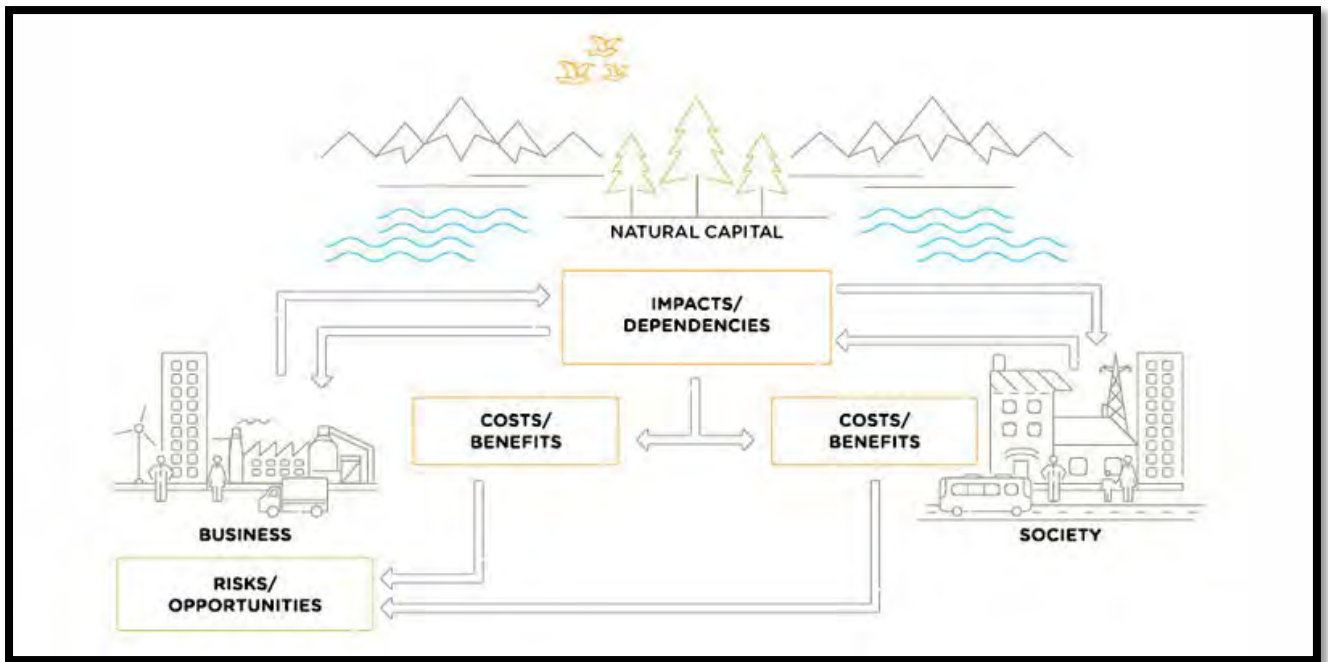 NATURAL CAPITAL
IMPACTS/
DEPENDENCIES
COSTS/
BENEFITS
COSTS/
BENEFITS
BUSINESS
SOCIETY
RISKS/
OPPORTUNITIES